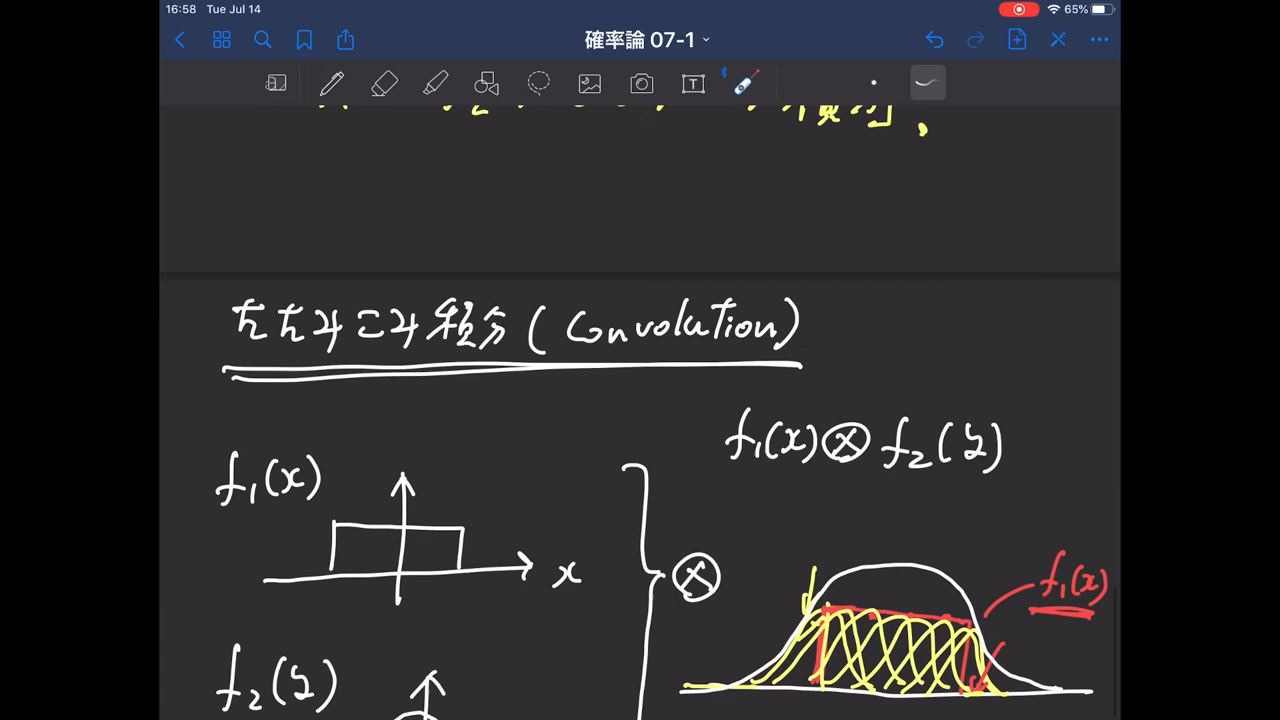 16:58 Tue Jul 14
65%
確率論 07-1
T
たたみこみ積分(Convolution)
f₁(x)⊗f₂(y)
f₁(x)
x
⊗
f₁(x)
f₂(y)